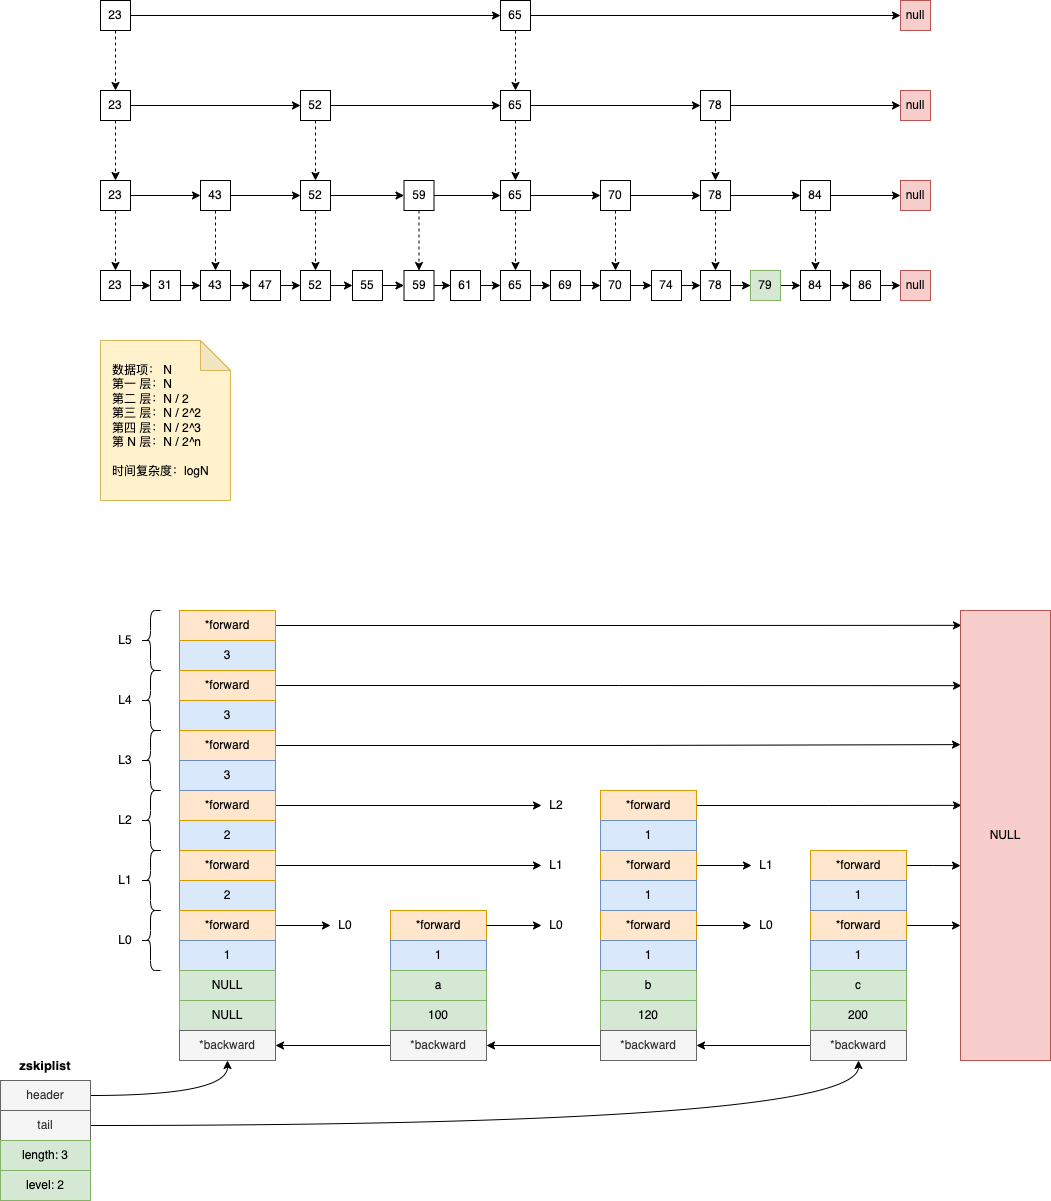 23 65 null
23 52 65 78 null
23 43 52 59 65 70 78 84 null
23 31 43 47 52 55 59 61 65 69 70 74 78 79 84 86 null
数据项： N
第一 层：N
第二 层：N / 2
第三 层：N / 2^2
第四 层：N / 2^3
第 N 层：N / 2^n
时间复杂度：logN
*forward
L5
3
*forward
L4
3
*forward
L3
3
*forward L2 *forward
L2
2 1
NULL
*forward L1 *forward L1 *forward
L1
2 1 1
*forward L0 *forward L0 *forward L0 *forward
L0
1 1 1 1
NULL a b c
NULL 100 120 200
*backward *backward *backward *backward
zskiplist
header
tail
length: 3
level: 2